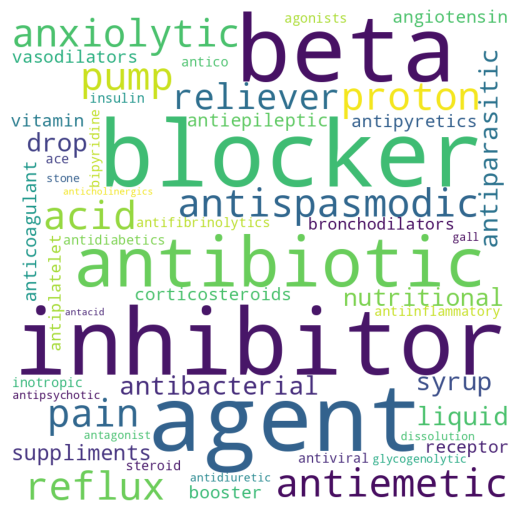 agonists angiotensin
anxiolytic beta
vasodilators antico
pump
insulin reliever proton
vitamin antiepileptic antipyretics
drop blocker
ace bipyridine antiparasitic
stone
anticholinergics
anticoagulant antispasmodic
acid antifibrinolytics bronchodilators
antidiabetics antibiotic gall
antiplatelet
corticosteroids nutritional
antacid antiinflammatory
inhibitor
inotropic antibacterial syrup
antipsychotic
pain agent liquid
antagonist dissolution
suppliments receptor
steroid antiviral glycogenolytic
reflux antidiuretic antiemetic
booster